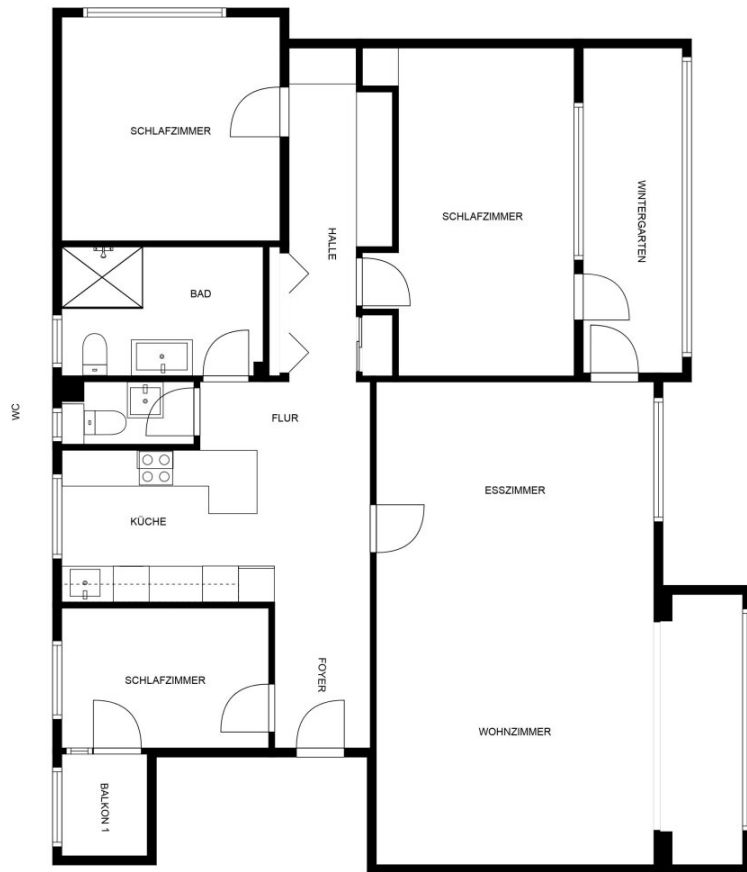 SCHLAFZIMMER
SCHLAFZIMMER
WINTERGARTEN
HALLE
BAD
WC
FLUR
KÜCHE
ESSZIMMER
SCHLAFZIMMER
FOYER
WOHNZIMMER
BALKON 1